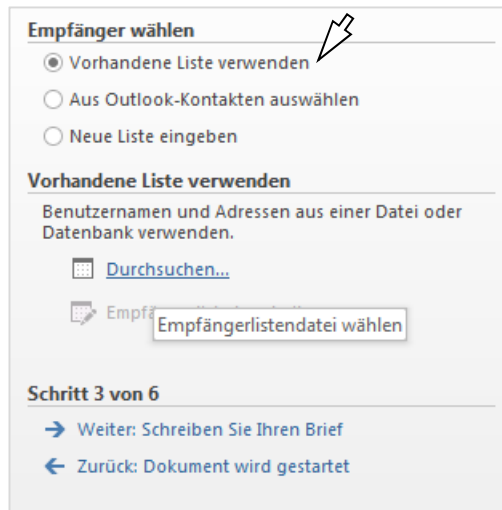 Empfänger wählen
Vorhandene Liste verwenden
Aus Outlook-Kontakten auswählen
Neue Liste eingeben
Vorhandene Liste verwenden
Benutzernamen und Adressen aus einer Datei oder
Datenbank verwenden.
Durchsuchen...
Empfängerlistendatei wählen
Schritt 3 von 6
Weiter: Schreiben Sie Ihren Brief
Zurück: Dokument wird gestartet